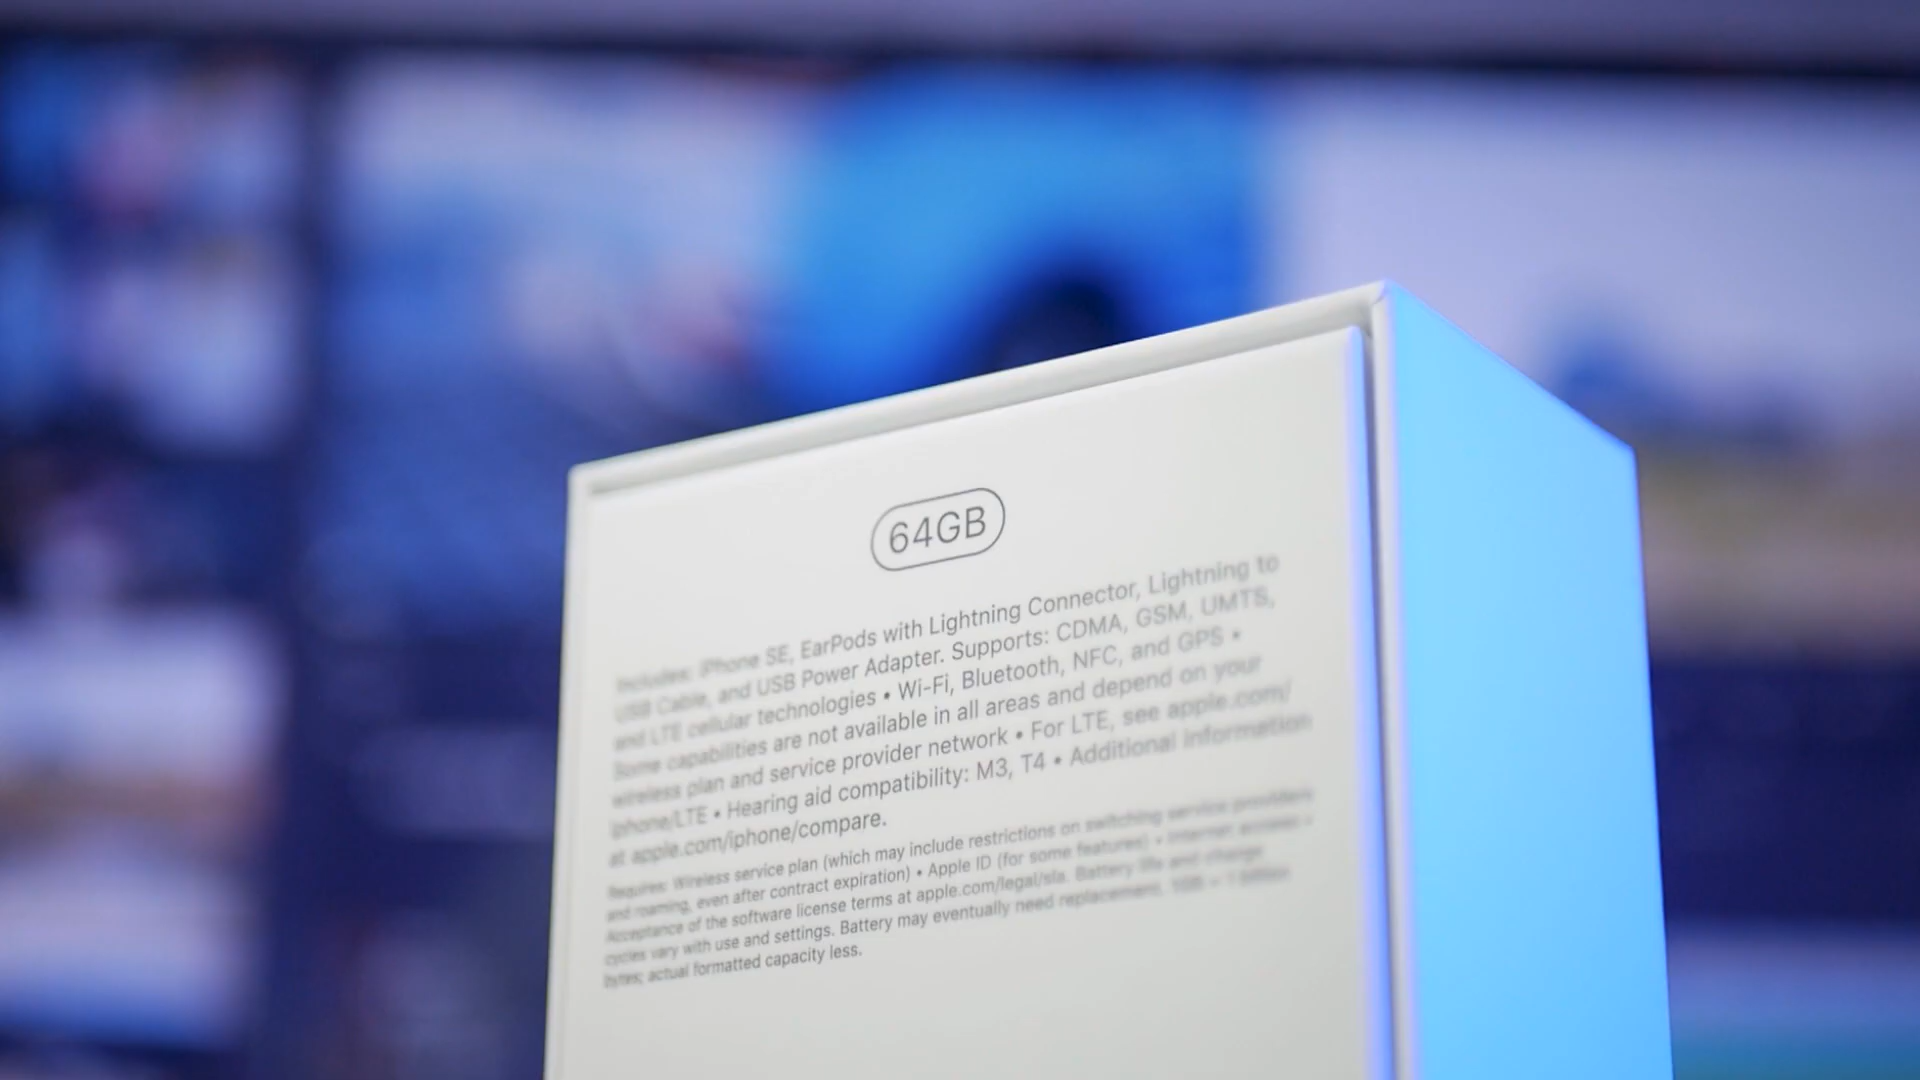 64GB
Includes: iPhone SE, EarPods with Lightning Connector, Lightning to
USB Cable, and USB Power Adapter. Supports: CDMA, GSM, UMTS,
and LTE cellular technologies • Wi-Fi, Bluetooth, NFC, and GPS •
Some capabilities are not available in all areas and depend on your
wireless plan and service provider network • For LTE, see apple.com/
iphone/LTE • Hearing aid compatibility: M3, T4 • Additional information
at apple.com/iphone/compare.
Requires: Wireless service plan (which may include restrictions on switching service providers
and roaming, even after contract expiration) • Apple ID (for some features) • Internet access •
Acceptance of the software license terms at apple.com/legal/sla. Battery life and charge
cycles vary with use and settings. Battery may eventually need replacement. 1GB = 1 billion
bytes; actual formatted capacity less.